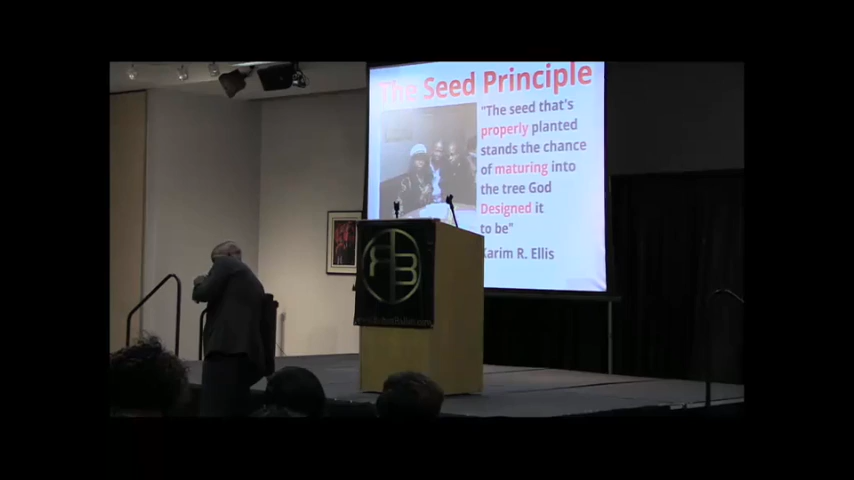 The Seed Principle
"The seed that's
properly planted
stands the chance
of maturing into
the tree God
Designed it
to be"
Karim R. Ellis